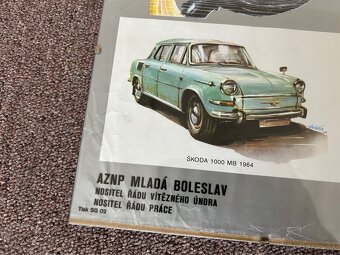 ŠKODA 1000 MB 1964
AZNP MLADÁ BOLESLAV
NOSITEL ŘÁDU VÍTĚZNÉHO ÚNORA
NOSITEL ŘÁDU PRÁCE
Tisk SG 02